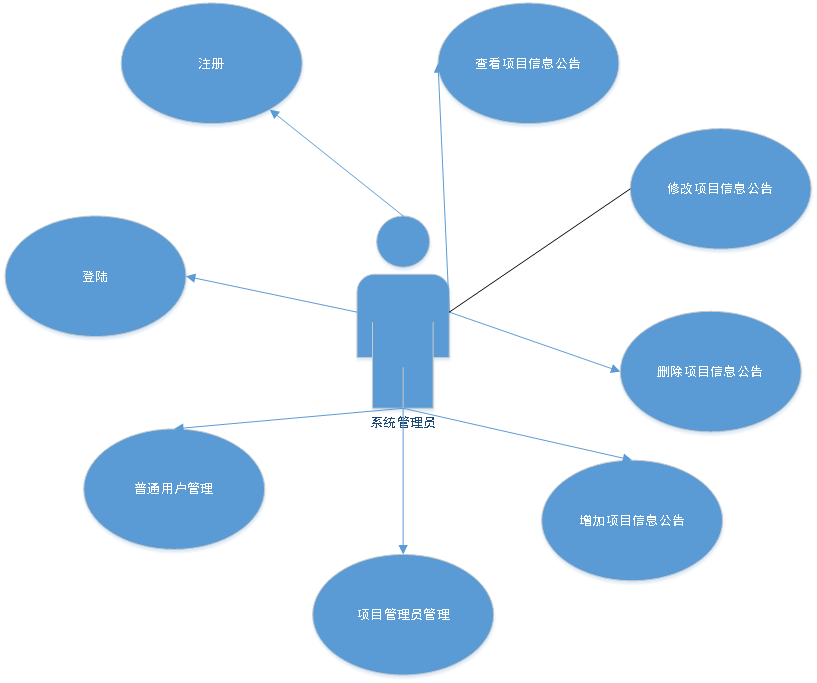 注册
查看项目信息公告
修改项目信息公告
登陆
删除项目信息公告
系统管理员
普通用户管理
增加项目信息公告
项目管理员管理